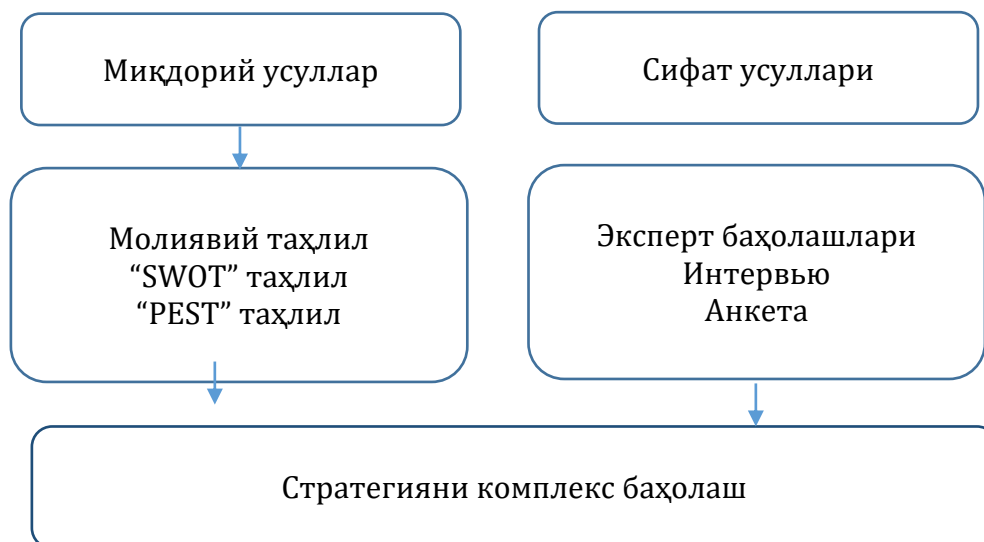 Миқдорий усуллар
Сифат усуллари
Молиявий таҳлил
“SWOT” таҳлил
“PEST” таҳлил
Эксперт баҳолашлари
Интервью
Анкета
Стратегияни комплекс баҳолаш